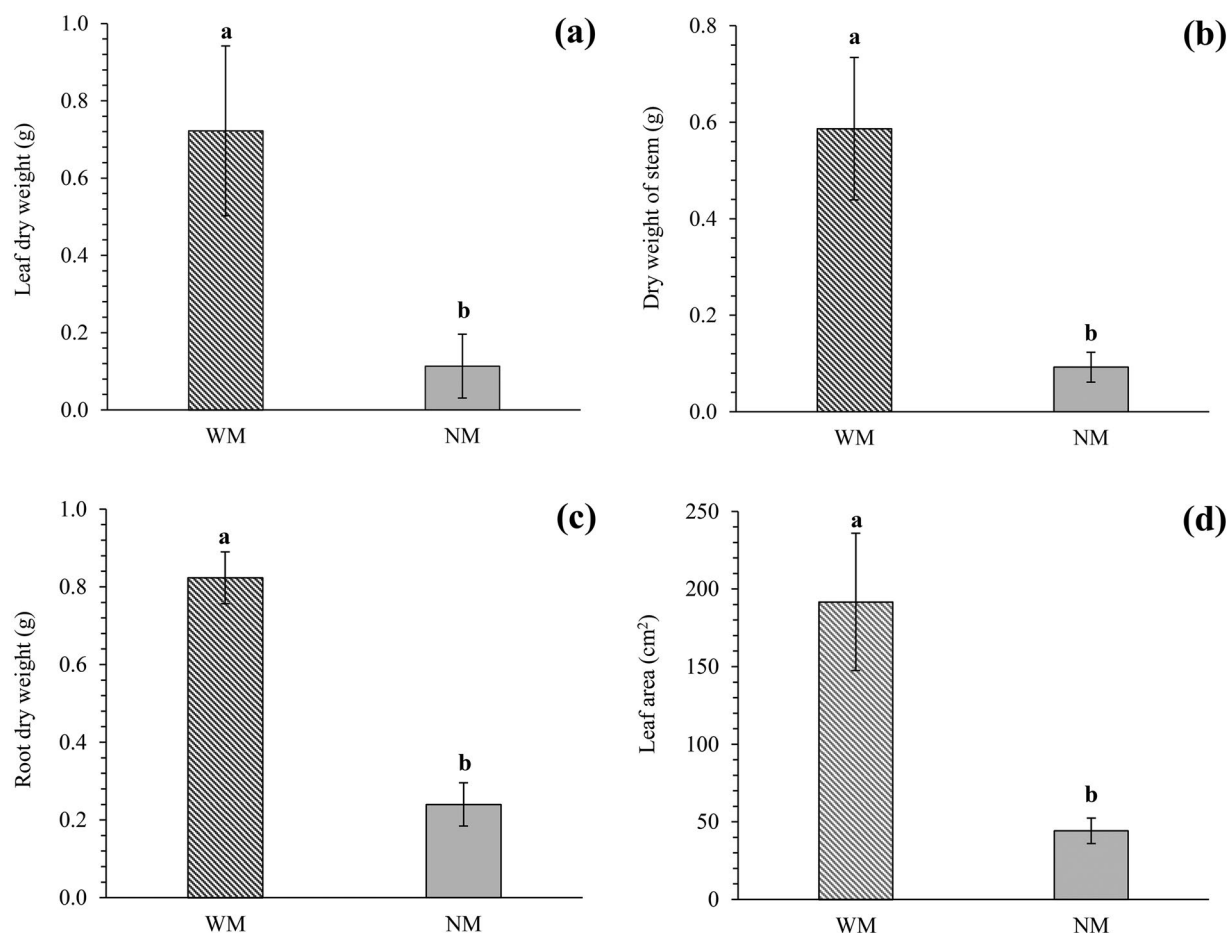 (a)
Leaf dry weight (g)
1.0
0.8
0.6
0.4
0.2
0.0
a
b
WM
NM
(b)
Dry weight of stem (g)
0.8
0.6
0.4
0.2
0.0
a
b
WM
NM
(c)
Root dry weight (g)
1.0
0.8
0.6
0.4
0.2
0.0
a
b
WM
NM
(d)
Leaf area (cm²)
250
200
150
100
50
0
a
b
WM
NM